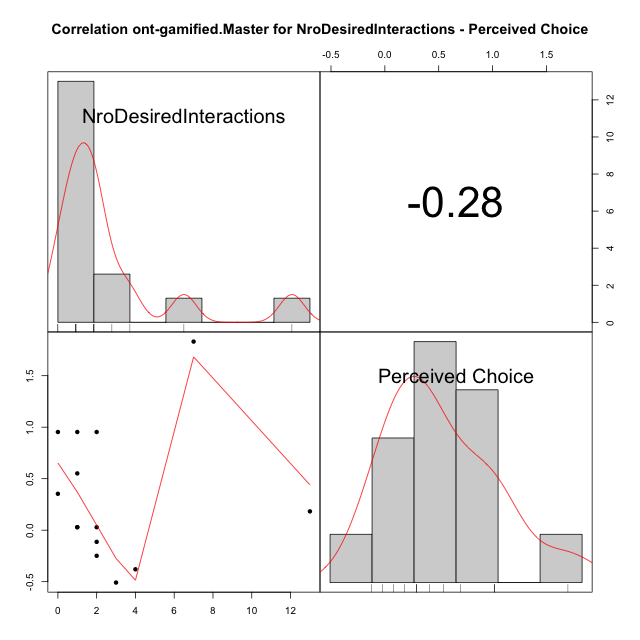 Correlation ont-gamified.Master for NroDesiredInteractions - Perceived Choice
-0.5 0.0 0.5 1.0 1.5
NroDesiredInteractions
-0.28
12
10
8
6
4
2
0
Perceived Choice
1.5
1.0
0.5
0.0
-0.5
0 2 4 6 8 10 12